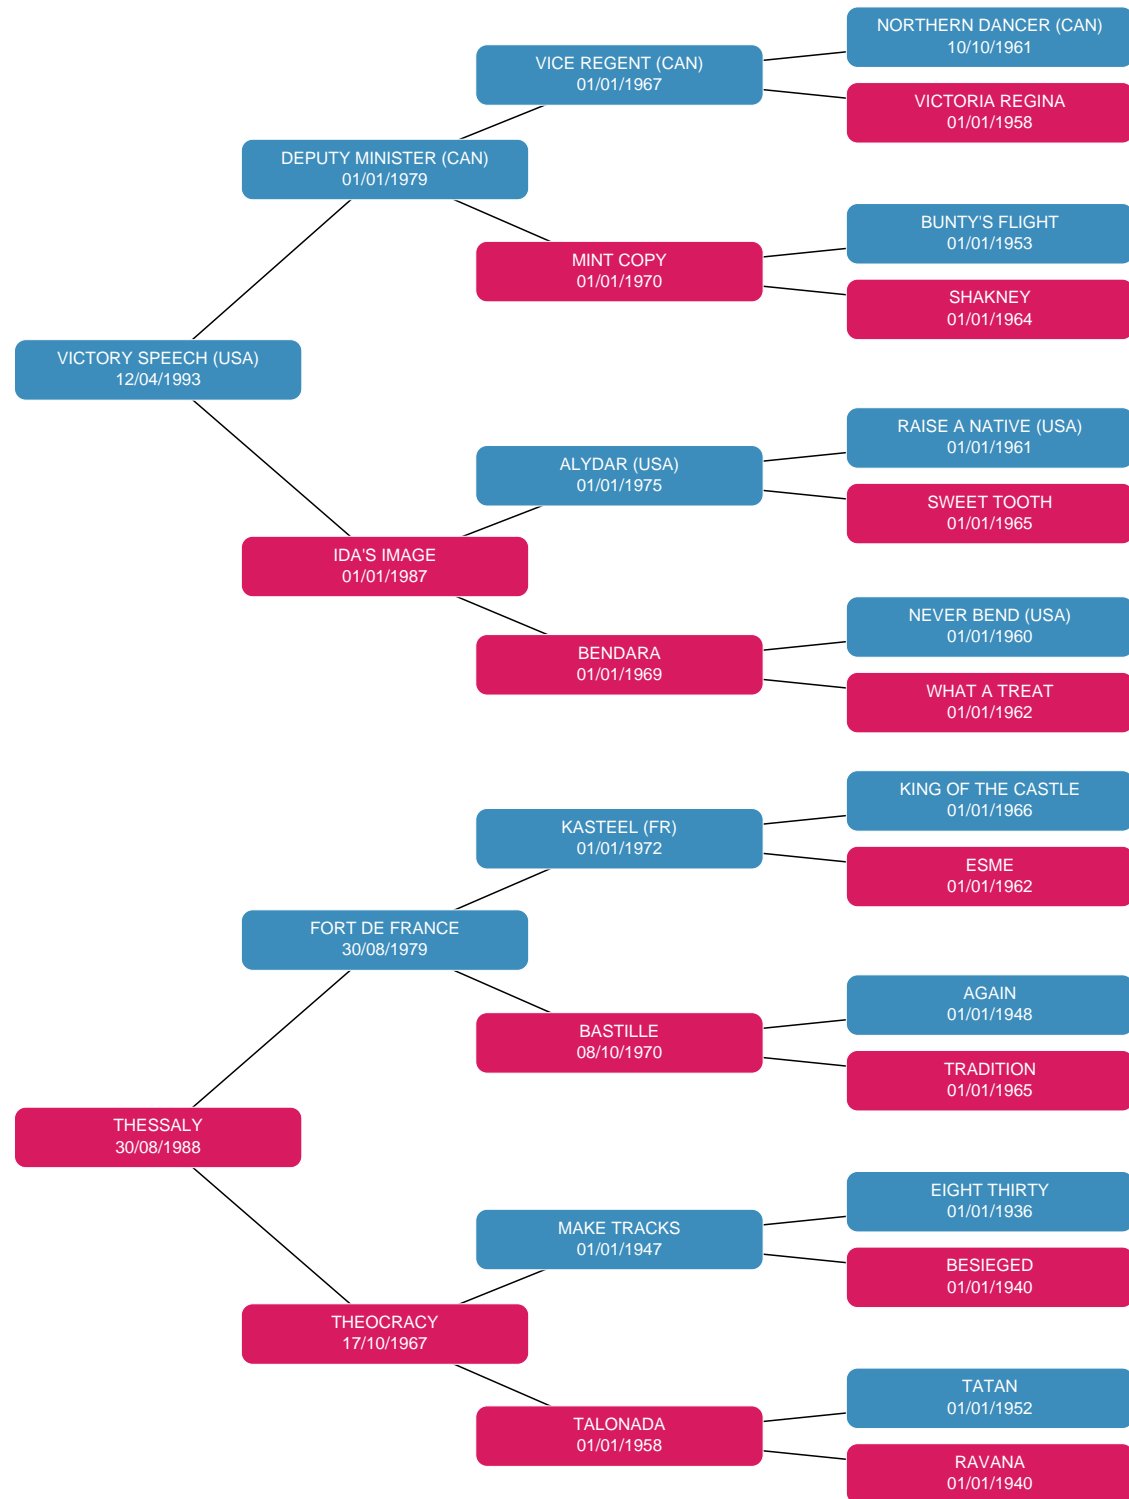 NORTHERN DANCER (CAN)
10/10/1961
VICE REGENT (CAN)
01/01/1967
VICTORIA REGINA
01/01/1958
DEPUTY MINISTER (CAN)
01/01/1979
BUNTY'S FLIGHT
01/01/1953
MINT COPY
01/01/1970
SHAKNEY
01/01/1964
VICTORY SPEECH (USA)
12/04/1993
RAISE A NATIVE (USA)
01/01/1961
ALYDAR (USA)
01/01/1975
SWEET TOOTH
01/01/1965
IDA'S IMAGE
01/01/1987
NEVER BEND (USA)
01/01/1960
BENDARA
01/01/1969
WHAT A TREAT
01/01/1962
KING OF THE CASTLE
01/01/1966
KASTEEL (FR)
01/01/1972
ESME
01/01/1962
FORT DE FRANCE
30/08/1979
AGAIN
01/01/1948
BASTILLE
08/10/1970
TRADITION
01/01/1965
THESSALY
30/08/1988
EIGHT THIRTY
01/01/1936
MAKE TRACKS
01/01/1947
BESIEGED
01/01/1940
THEOCRACY
17/10/1967
TATAN
01/01/1952
TALONADA
01/01/1958
RAVANA
01/01/1940